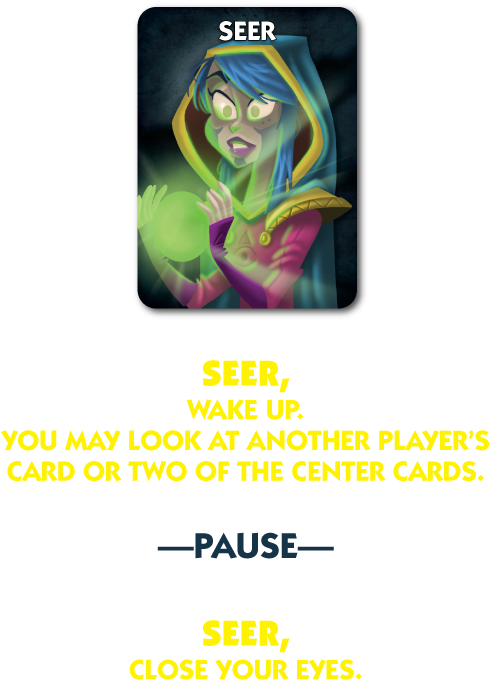 SEER
SEER,
WAKE UP.
YOU MAY LOOK AT ANOTHER PLAYER’S
CARD OR TWO OF THE CENTER CARDS.
—PAUSE—
SEER,
CLOSE YOUR EYES.